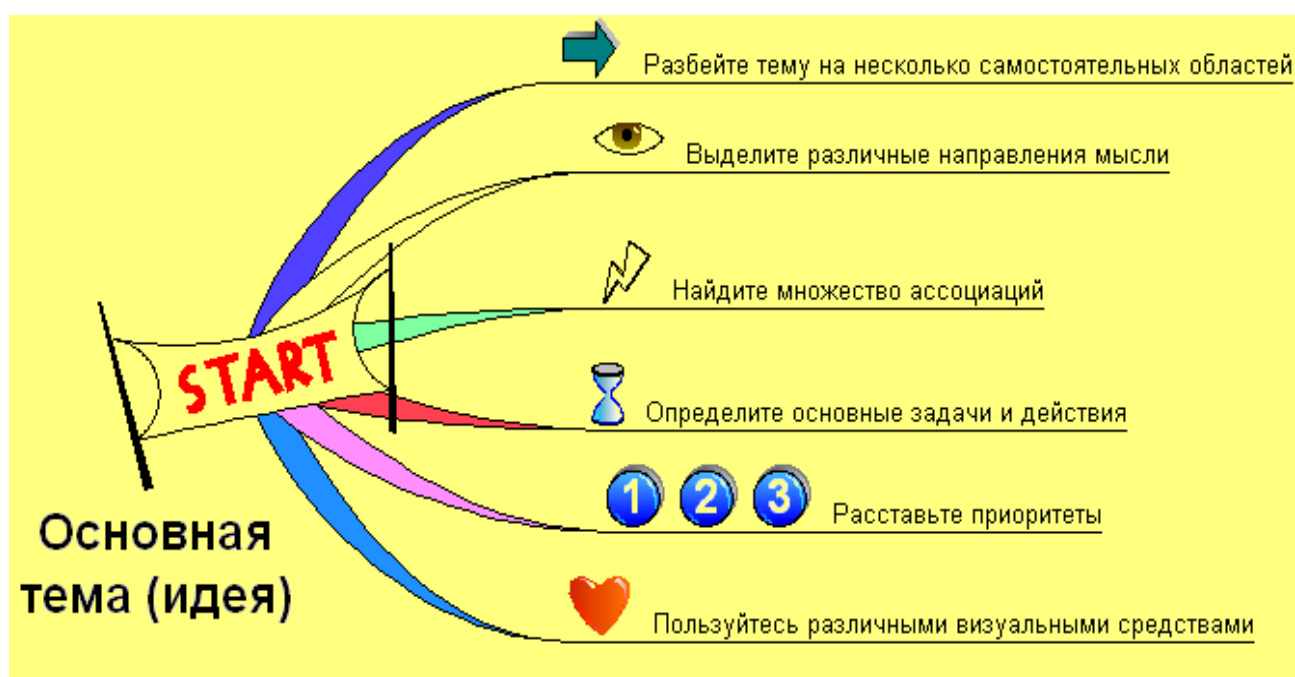 Разбейте тему на несколько самостоятельных областей
Выделите различные направления мысли
Найдите множество ассоциаций
START
Определите основные задачи и действия
1 2 3 Расставьте приоритеты
Основная
тема (идея)
Пользуйтесь различными визуальными средствами